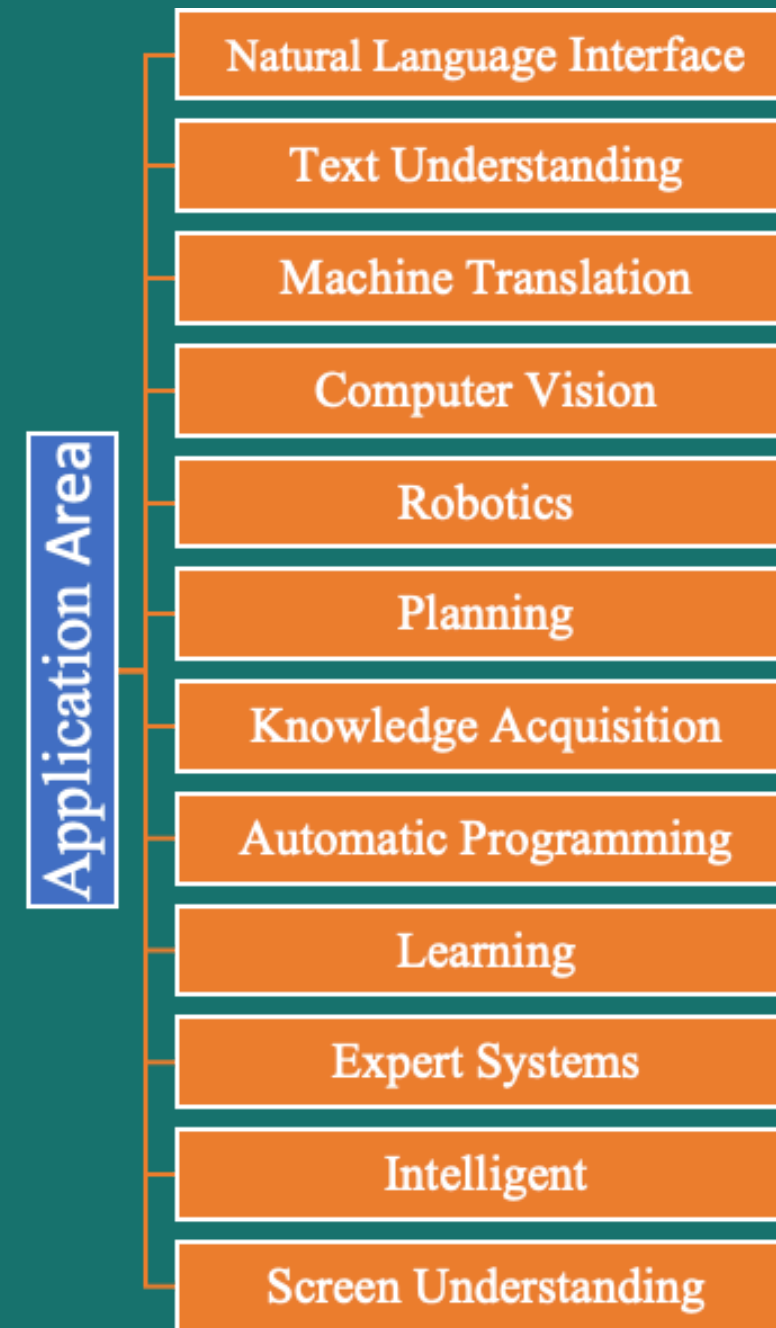 Application Area
Natural Language Interface
Text Understanding
Machine Translation
Computer Vision
Robotics
Planning
Knowledge Acquisition
Automatic Programming
Learning
Expert Systems
Intelligent
Screen Understanding